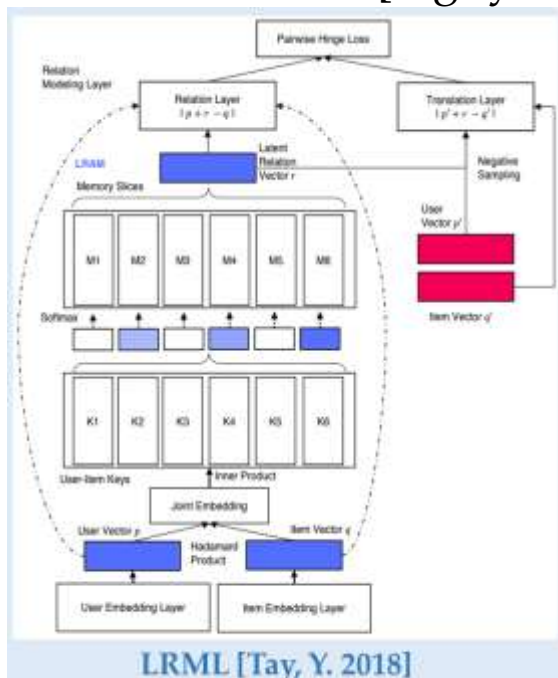 Pairwise Hinge Loss
Relation
Modeling Layer
Relation Layer
| p + r − q |
Translation Layer
| p' + r − q' |
LRAM
Latent
Relation
Vector r
Negative
Sampling
Memory Slices
User
Vector p'
M1 M2 M3 M4 M5 M6
Item Vector q'
Softmax
K1 K2 K3 K4 K5 K6
User-Item Keys
Inner Product
Joint Embedding
User Vector p
Item Vector q
Hadamard
Product
User Embedding Layer
Item Embedding Layer
LRML [Tay, Y. 2018]